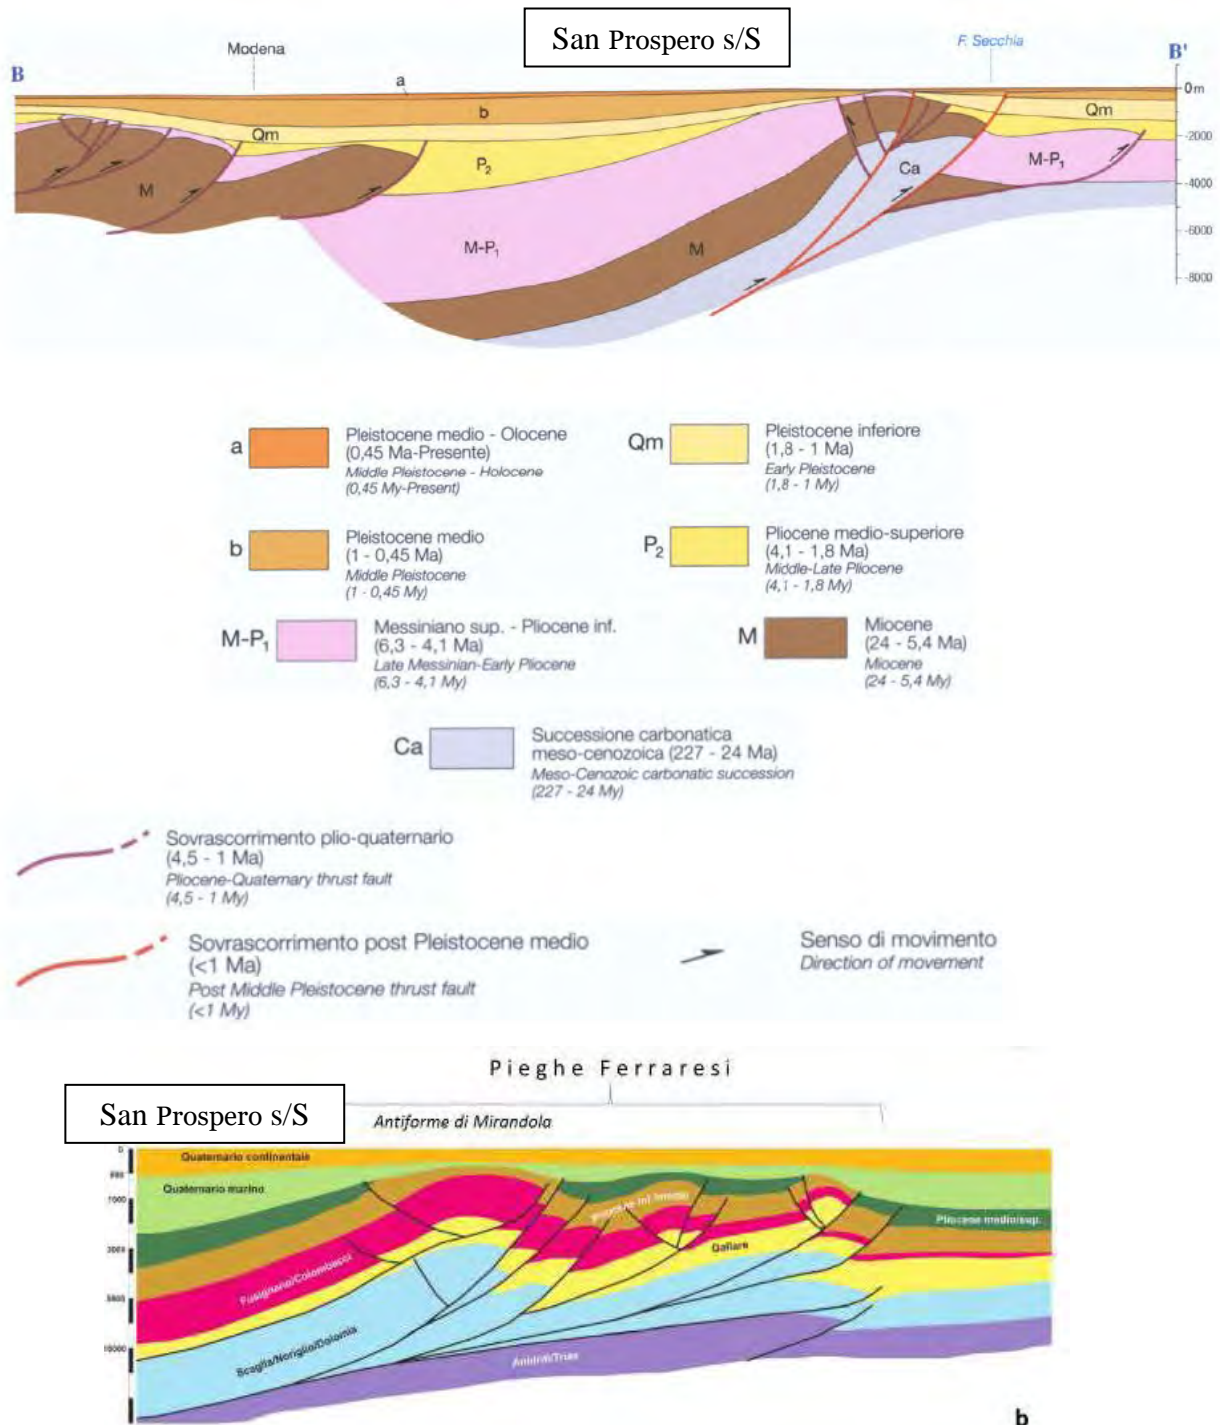 San Prospero s/S
Modena
F. Secchia
B
B'
a
0m
b
Qm
Qm
-2000
P2
Ca
M-P1
M
-4000
M-P1
M
-6000
-8000
a
Pleistocene medio - Olocene
(0,45 Ma-Presente)
Middle Pleistocene - Holocene
(0,45 My-Present)
Qm
Pleistocene inferiore
(1,8 - 1 Ma)
Early Pleistocene
(1,8 - 1 My)
b
Pleistocene medio
(1 - 0,45 Ma)
Middle Pleistocene
(1 - 0,45 My)
P2
Pliocene medio-superiore
(4,1 - 1,8 Ma)
Middle-Late Pliocene
(4,1 - 1,8 My)
M-P1
Messiniano sup. - Pliocene inf.
(6,3 - 4,1 Ma)
Late Messinian-Early Pliocene
(6,3 - 4,1 My)
M
Miocene
(24 - 5,4 Ma)
Miocene
(24 - 5,4 My)
Ca
Successione carbonatica
meso-cenozoica (227 - 24 Ma)
Meso-Cenozoic carbonatic succession
(227 - 24 My)
Sovrascorrimento plio-quaternario
(4,5 - 1 Ma)
Pliocene-Quaternary thrust fault
(4,5 - 1 My)
Sovrascorrimento post Pleistocene medio
(<1 Ma)
Post Middle Pleistocene thrust fault
(<1 My)
Senso di movimento
Direction of movement
Pieghe Ferraresi
San Prospero s/S
Antiforme di Mirandola
0
Quaternario continentale
Quaternario marino
Pliocene medio/sup.
Gallare
Fusignano/Colombacci
Scaglia/Noriglio/Dolomia
Anidriti/Trias
b